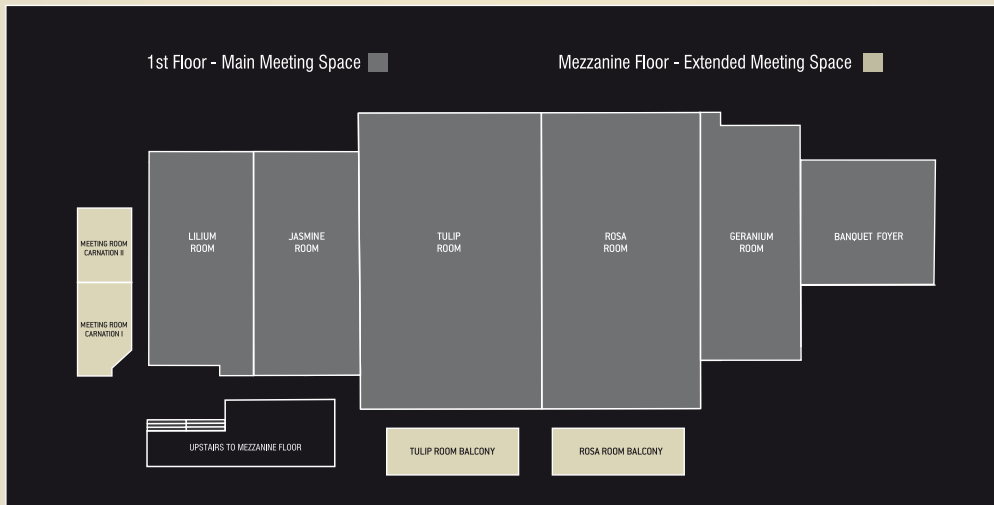 1st Floor - Main Meeting Space
Mezzanine Floor - Extended Meeting Space
MEETING ROOM
CARNATION II
MEETING ROOM
CARNATION I
LILIUM
ROOM
JASMINE
ROOM
TULIP
ROOM
ROSA
ROOM
GERANIUM
ROOM
BANQUET FOYER
UPSTAIRS TO MEZZANINE FLOOR
TULIP ROOM BALCONY
ROSA ROOM BALCONY